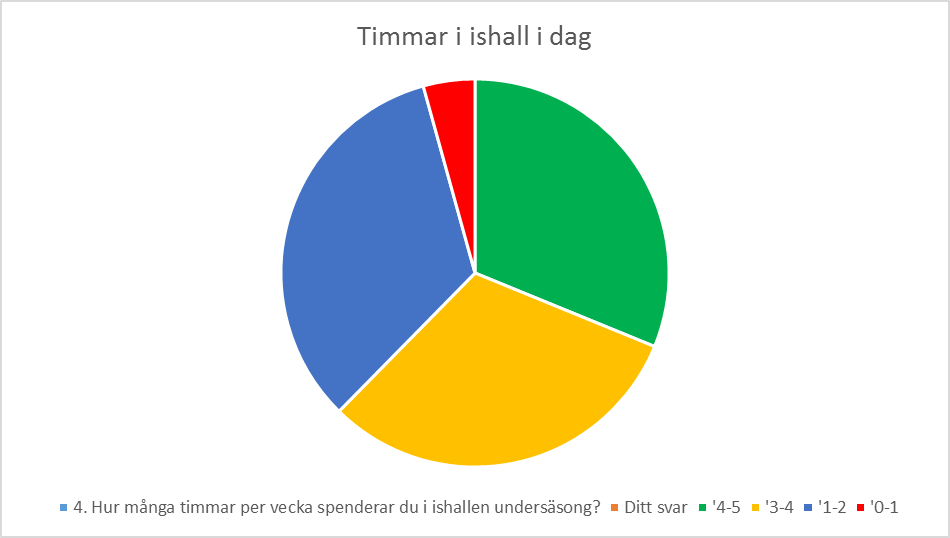 Timmar i ishall i dag
4. Hur många timmar per vecka spenderar du i ishallen undersäsong? Ditt svar '4-5 '3-4 '1-2 '0-1